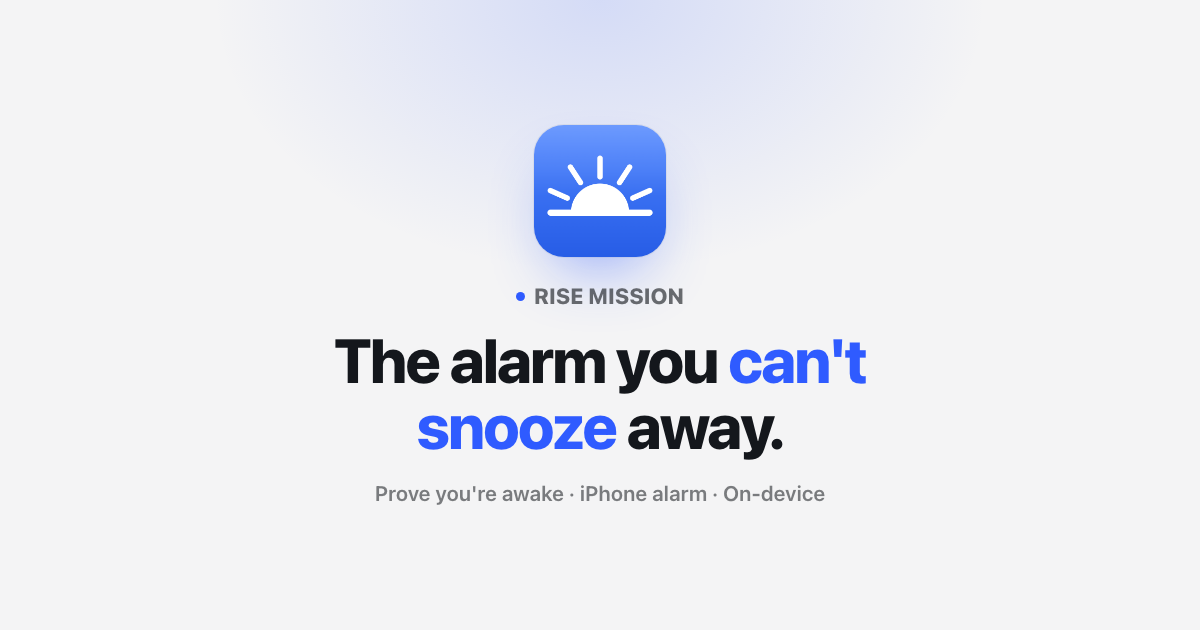 RISE MISSION
The alarm you can't
snooze away.
Prove you're awake · iPhone alarm · On-device